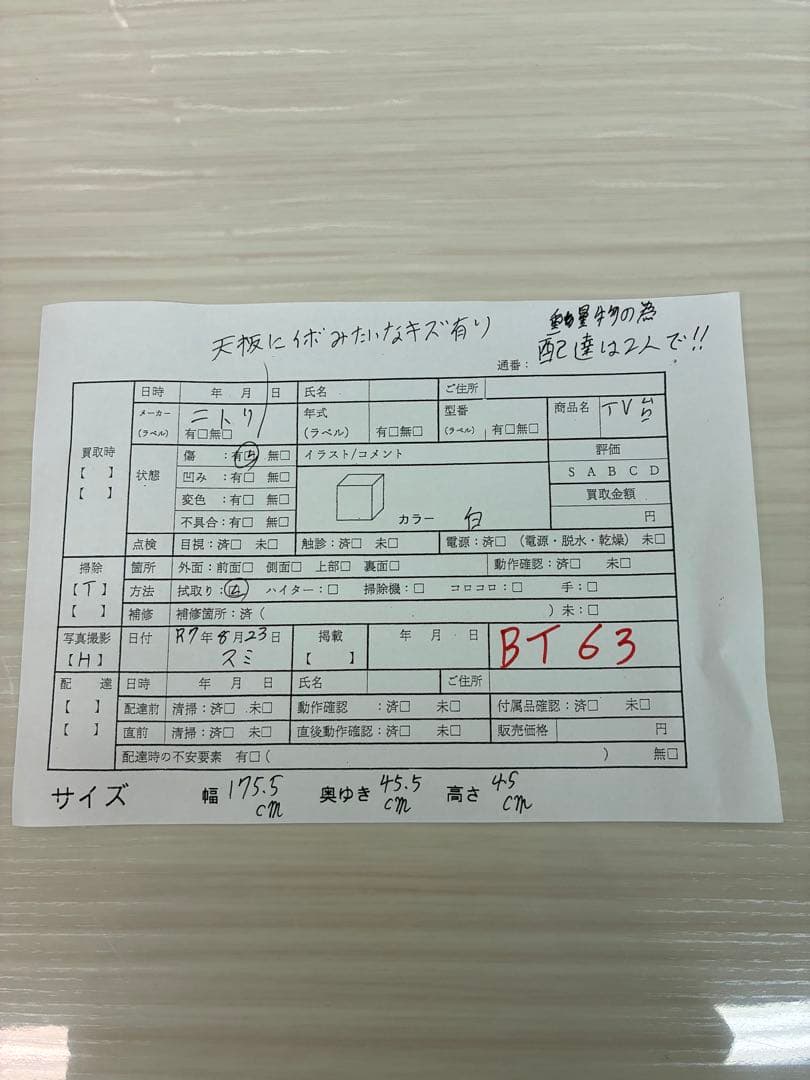 天板にイボみたいなキズ有り
重量物の為
配達は2人で!!
通番：
買取時
【　】
【　】
日時　年　月　日　氏名　ご住所
メーカー
(ラベル)　ニトリ　有□無□　年式
(ラベル)　有□無□　型番
(ラベル)　有□無□　商品名　TV
状態　傷　：有☑　無□　イラスト/コメント　評価
凹み　：有□　無□　S A B C D
変色　：有□　無□　買取金額
不具合：有□　無□　カラー　白　円
点検　目視：済□　未□　触診：済□　未□　電源：済□（電源・脱水・乾燥）未□
掃除
【T】
【　】
箇所　外面：前面□　側面□　上部□　裏面□　動作確認：済□　未□
方法　拭取り：☑　ハイター：□　掃除機：□　コロコロ：□　手：□
補修　補修箇所：済（　）未：□
写真撮影
【H】
日付　R7年8月23日
スミ
掲載
【　】
年　月　日　BT63
配　達
【　】
【　】
日時　年　月　日　氏名　ご住所
配達前　清掃：済□　未□　動作確認　：済□　未□　付属品確認：済□　未□
直前　清掃：済□　未□　直後動作確認：済□　未□　販売価格　円
配達時の不安要素　有□（　）　無□
サイズ　幅　175.5cm　奥ゆき　45.5cm　高さ　45cm